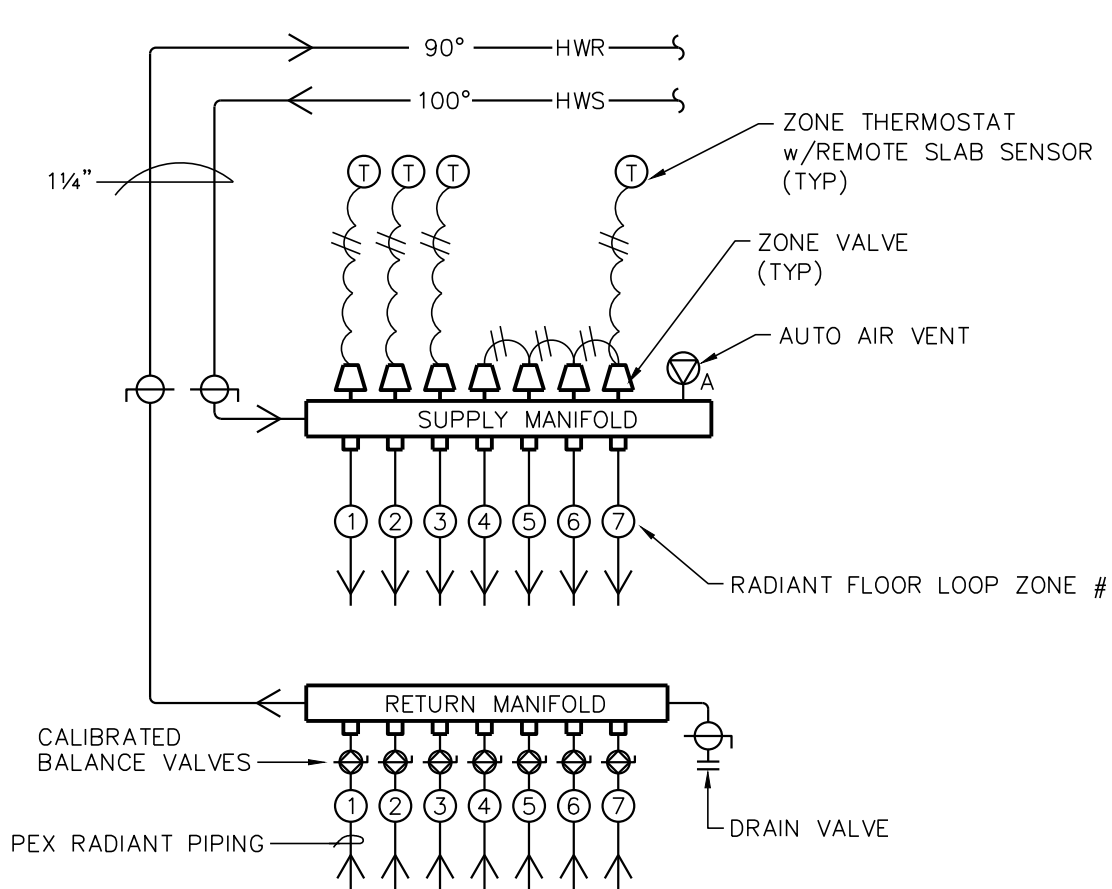 90° HWR
100° HWS
ZONE THERMOSTAT
w/REMOTE SLAB SENSOR
(TYP)
1¼"
T T T T
ZONE VALVE
(TYP)
AUTO AIR VENT
A
SUPPLY MANIFOLD
1 2 3 4 5 6 7
RADIANT FLOOR LOOP ZONE #
RETURN MANIFOLD
CALIBRATED
BALANCE VALVES
1 2 3 4 5 6 7
DRAIN VALVE
PEX RADIANT PIPING